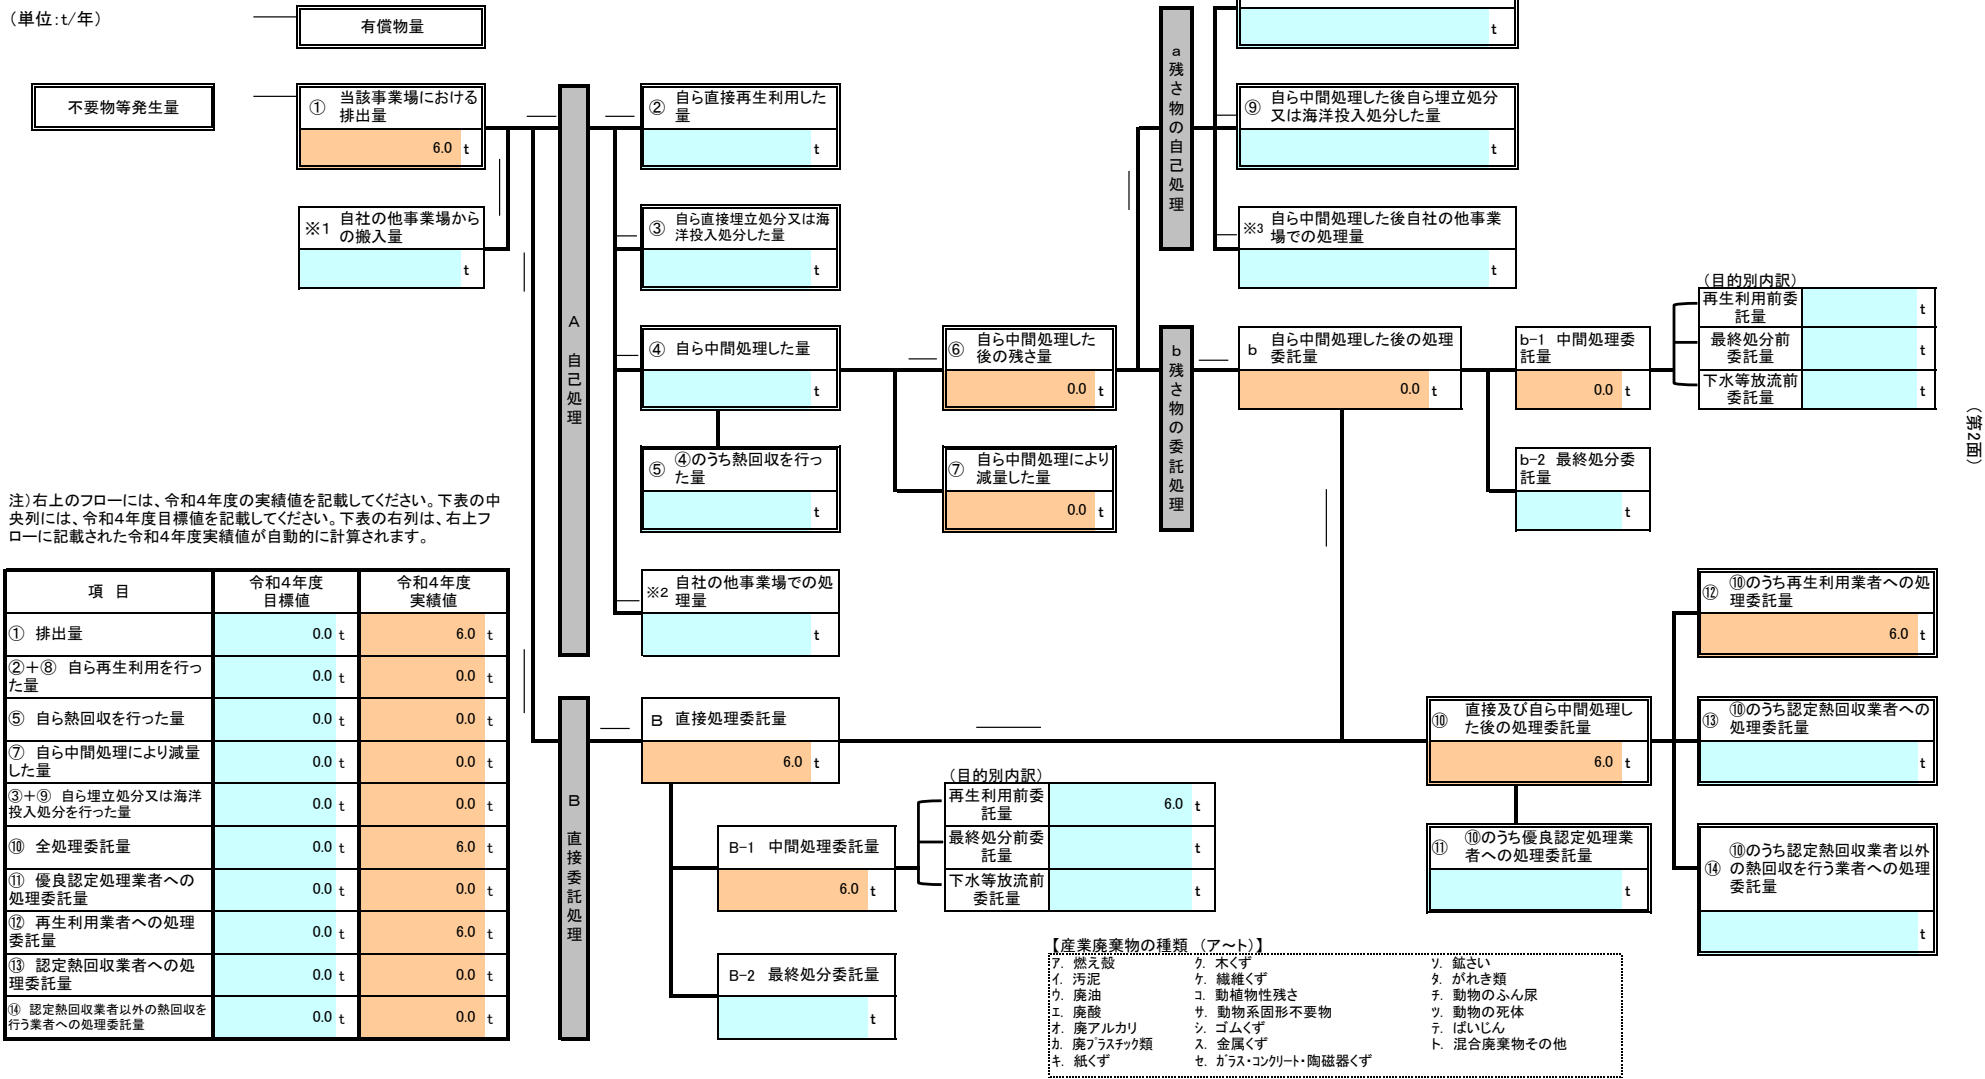 (単位:t/年)
有償物量
不要物等発生量
① 当該事業場における
排出量
6.0 t
※1 自社の他事業場から
の搬入量
t
A 自己処理
② 自ら直接再生利用した
量
t
③ 自ら直接埋立処分又は海
洋投入処分した量
t
④ 自ら中間処理した量
t
⑤ ④のうち熱回収を行っ
た量
t
※2 自社の他事業場での処
理量
t
⑥ 自ら中間処理した
後の残さ量
0.0 t
⑦ 自ら中間処理により
減量した量
0.0 t
a 残さ物の自己処理
t
⑨ 自ら中間処理した後自ら埋立処分
又は海洋投入処分した量
t
※3 自ら中間処理した後自社の他事業
場での処理量
t
b 残さ物の委託処理
b 自ら中間処理した後の処理
委託量
0.0 t
b-1 中間処理委
託量
0.0 t
b-2 最終処分委
託量
t
(目的別内訳)
再生利用前委
託量
t
最終処分前
委託量
t
下水等放流前
委託量
t
(第2面)
注)右上のフローには、令和4年度の実績値を記載してください。下表の中
央列には、令和4年度目標値を記載してください。下表の右列は、右上フ
ローに記載された令和4年度実績値が自動的に計算されます。
項 目 令和4年度
目標値 令和4年度
実績値
① 排出量 0.0 t 6.0 t
②+⑧ 自ら再生利用を行っ
た量 0.0 t 0.0 t
⑤ 自ら熱回収を行った量 0.0 t 0.0 t
⑦ 自ら中間処理により減量
した量 0.0 t 0.0 t
③+⑨ 自ら埋立処分又は海洋
投入処分を行った量 0.0 t 0.0 t
⑩ 全処理委託量 0.0 t 6.0 t
⑪ 優良認定処理業者への
処理委託量 0.0 t 0.0 t
⑫ 再生利用業者への処理
委託量 0.0 t 6.0 t
⑬ 認定熱回収業者への処
理委託量 0.0 t 0.0 t
⑭ 認定熱回収業者以外の熱回収を
行う業者への処理委託量 0.0 t 0.0 t
B 直接委託処理
B 直接処理委託量
6.0 t
B-1 中間処理委託量
6.0 t
B-2 最終処分委託量
t
(目的別内訳)
再生利用前委
託量
6.0 t
最終処分前委
託量
t
下水等放流前
委託量
t
⑩ 直接及び自ら中間処理し
た後の処理委託量
6.0 t
⑪ ⑩のうち優良認定処理業
者への処理委託量
t
⑫ ⑩のうち再生利用業者への処
理委託量
6.0 t
⑬ ⑩のうち認定熱回収業者への
処理委託量
t
⑭ ⑩のうち認定熱回収業者以外
の熱回収を行う業者への処理
委託量
t
【産業廃棄物の種類 (ア~ト)】
ア. 燃え殻 ク. 木くず ソ. 鉱さい
イ. 汚泥 ケ. 繊維くず タ. がれき類
ウ. 廃油 コ. 動植物性残さ チ. 動物のふん尿
エ. 廃酸 サ. 動物系固形不要物 ツ. 動物の死体
オ. 廃アルカリ シ. ゴムくず テ. ばいじん
カ. 廃プラスチック類 ス. 金属くず ト. 混合廃棄物その他
キ. 紙くず セ. ガラス・コンクリート・陶磁器くず